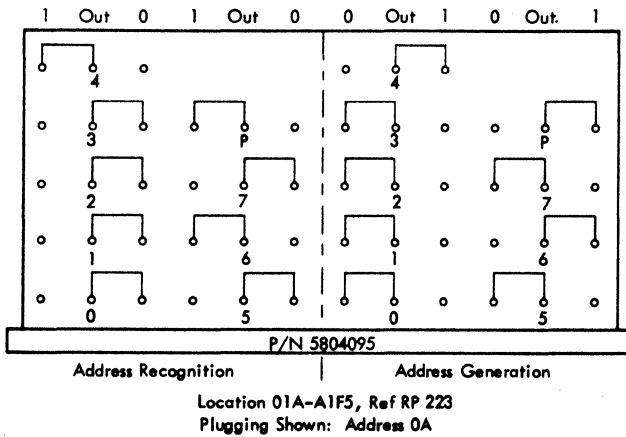 1 Out 0 1 Out 0 0 Out 1 0 Out. 1
4 4
3 P 3 P
2 7 2 7
1 6 1 6
0 5 0 5
P/N 5804095
Address Recognition Address Generation
Location 01A-A1F5, Ref RP 223
Plugging Shown: Address 0A